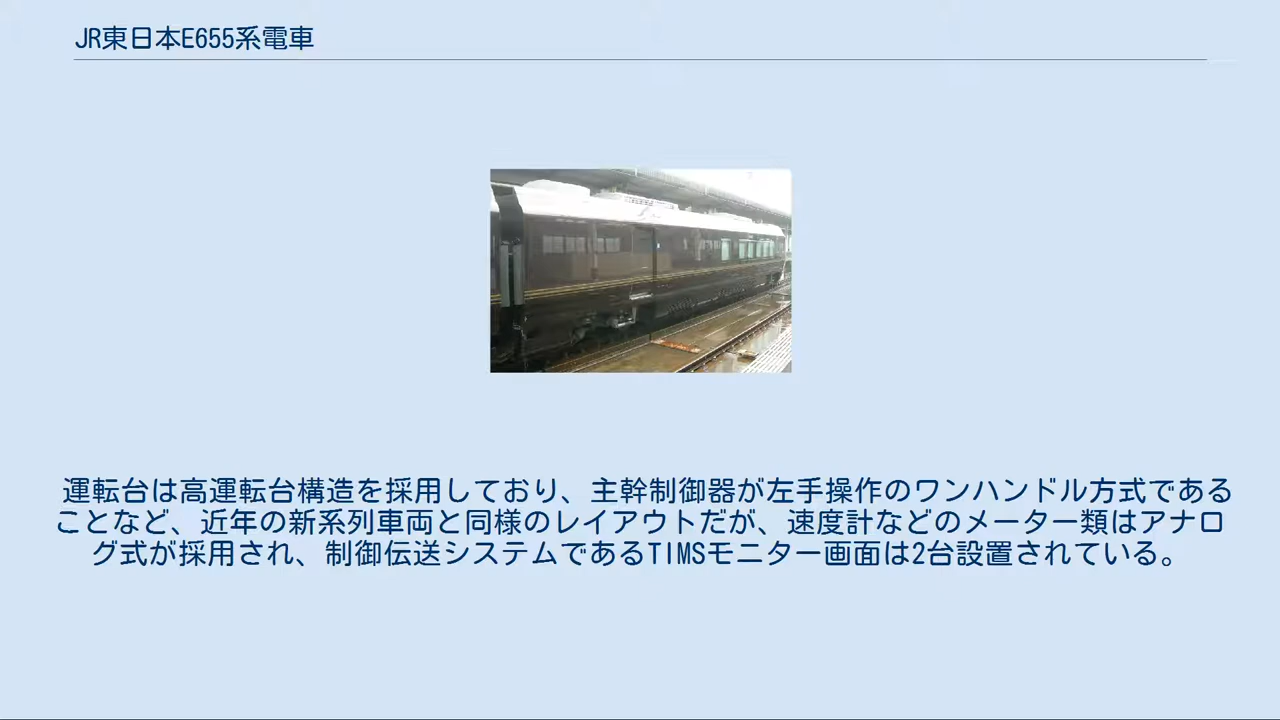 JR東日本E655系電車
運転台は高運転台構造を採用しており、主幹制御器が左手操作のワンハンドル方式である
ことなど、近年の新系列車両と同様のレイアウトだが、速度計などのメーター類はアナロ
グ式が採用され、制御伝送システムであるTIMSモニター画面は2台設置されている。